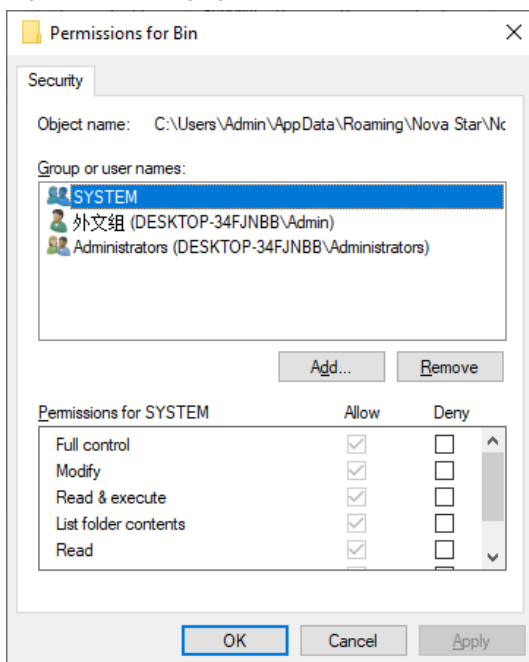 Permissions for Bin
Security
Object name: C:\Users\Admin\AppData\Roaming\Nova Star\Nc
Group or user names:
SYSTEM
外文组 (DESKTOP-34FJNBB\Admin)
Administrators (DESKTOP-34FJNBB\Administrators)
Add... Remove
Permissions for SYSTEM Allow Deny
Full control
Modify
Read & execute
List folder contents
Read
OK Cancel Apply